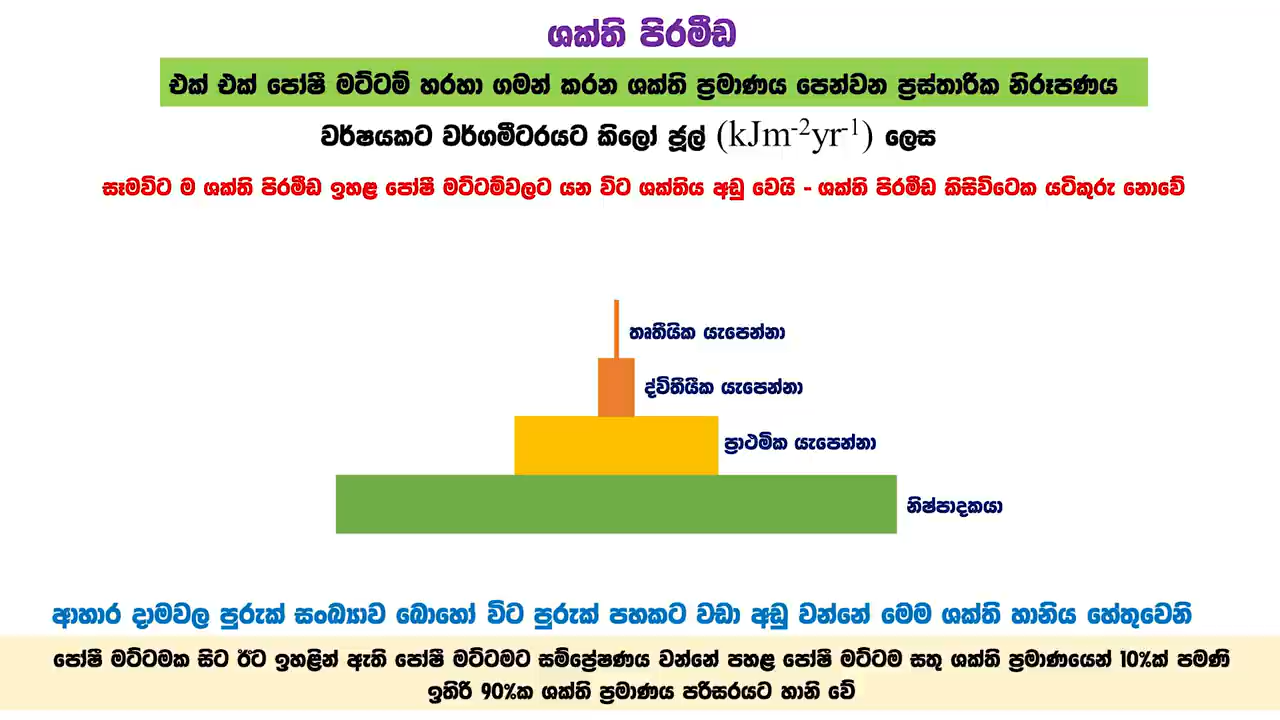 ශක්ති පිරමීඩ
එක් එක් පෝෂී මට්ටම් හරහා ගමන් කරන ශක්ති ප්‍රමාණය පෙන්වන ප්‍රස්තාරික නිරූපණය
වර්ෂයකට වර්ගමීටරයට කිලෝ ජූල් (kJm⁻²yr⁻¹) ලෙස
සෑමවිට ම ශක්ති පිරමීඩ ඉහළ පෝෂී මට්ටම්වලට යන විට ශක්තිය අඩු වෙයි - ශක්ති පිරමීඩ කිසිවිටෙක යටිකුරු නොවේ
තෘතීයික යැපෙන්නා
ද්විතීයීක යැපෙන්නා
ප්‍රාථමික යැපෙන්නා
නිෂ්පාදකයා
ආහාර දාමවල පුරුක් සංඛ්‍යාව බොහෝ විට පුරුක් පහකට වඩා අඩු වන්නේ මෙම ශක්ති හානිය හේතුවෙනි
පෝෂී මට්ටමක සිට ඊට ඉහළින් ඇති පෝෂී මට්ටමට සම්ප්‍රේෂණය වන්නේ පහළ පෝෂී මට්ටම සතු ශක්ති ප්‍රමාණයෙන් 10%ක් පමණි
ඉතිරි 90%ක ශක්ති ප්‍රමාණය පරිසරයට හානි වේ